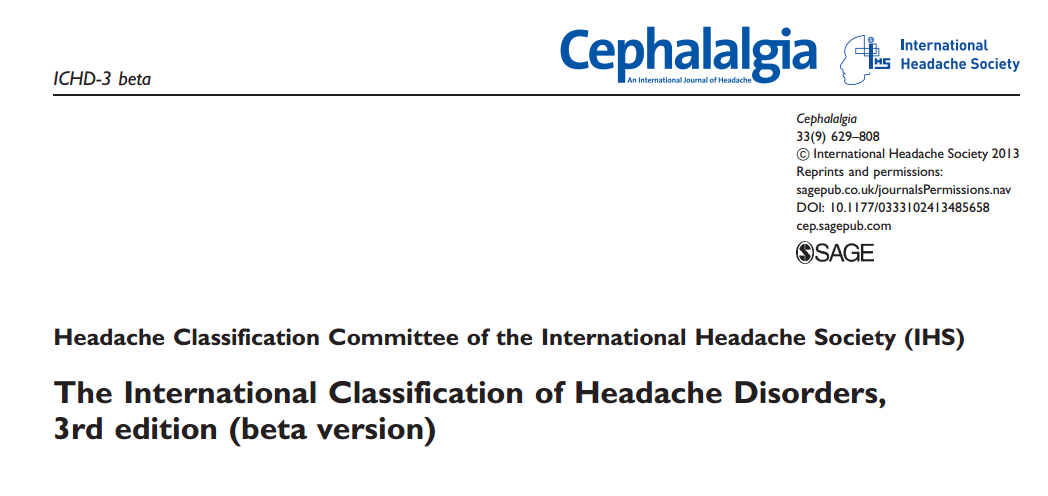 ICHD-3 beta
Cephalalgia
An International Journal of Headache
IHS
International
Headache Society
Cephalalgia
33(9) 629–808
© International Headache Society 2013
Reprints and permissions:
sagepub.co.uk/journalsPermissions.nav
DOI: 10.1177/0333102413485658
cep.sagepub.com
SSAGE
Headache Classification Committee of the International Headache Society (IHS)
The International Classification of Headache Disorders,
3rd edition (beta version)